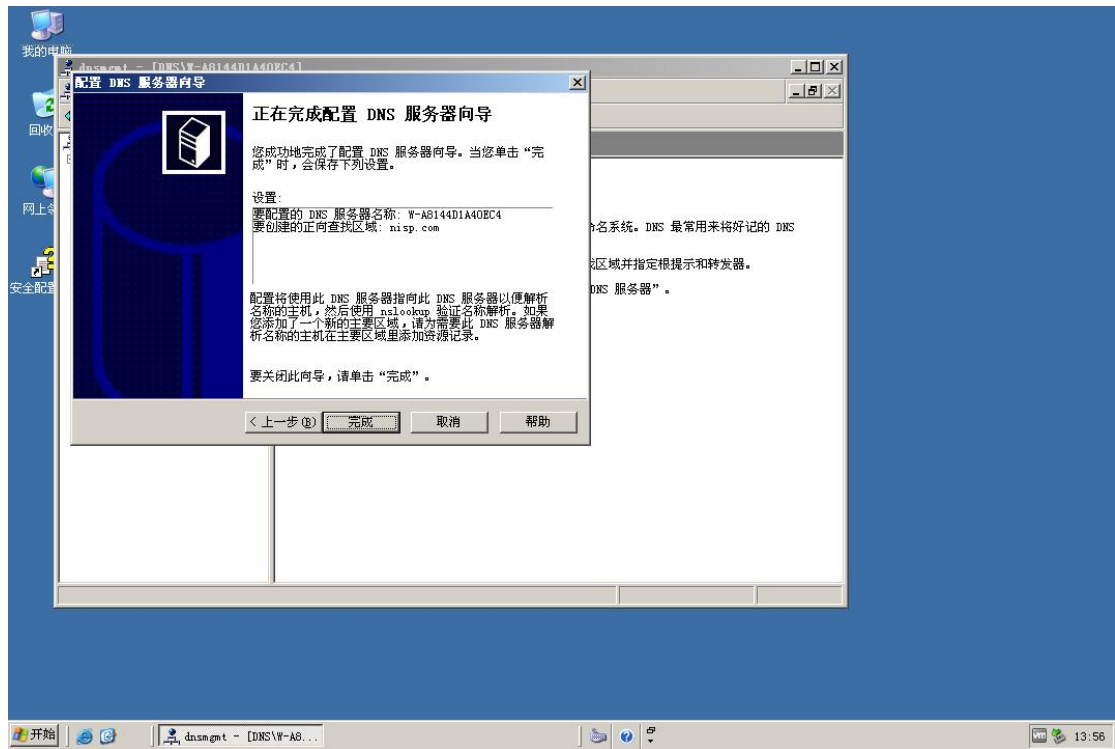 我的电脑
dnsmgmt - [DNS\W-A8144D1A40EC4]
配置 DNS 服务器向导
回收
网上
安全配置
正在完成配置 DNS 服务器向导
您成功地完成了配置 DNS 服务器向导。当您单击“完
成”时，会保存下列设置。
设置:
要配置的 DNS 服务器名称: W-A8144D1A40EC4
要创建的正向查找区域: nisp.com
配置将使用此 DNS 服务器指向此 DNS 服务器以便解析
名称的主机，然后使用 nslookup 验证名称解析。如果
您添加了一个新的主要区域，请为需要此 DNS 服务器解
析名称的主机在主要区域里添加资源记录。
要关闭此向导，请单击“完成”。
< 上一步(B)
完成
取消
帮助
名系统。DNS 最常用来将好记的 DNS
区域并指定根提示和转发器。
DNS 服务器”。
开始
dnsmgmt - [DNS\W-A8...
13:56